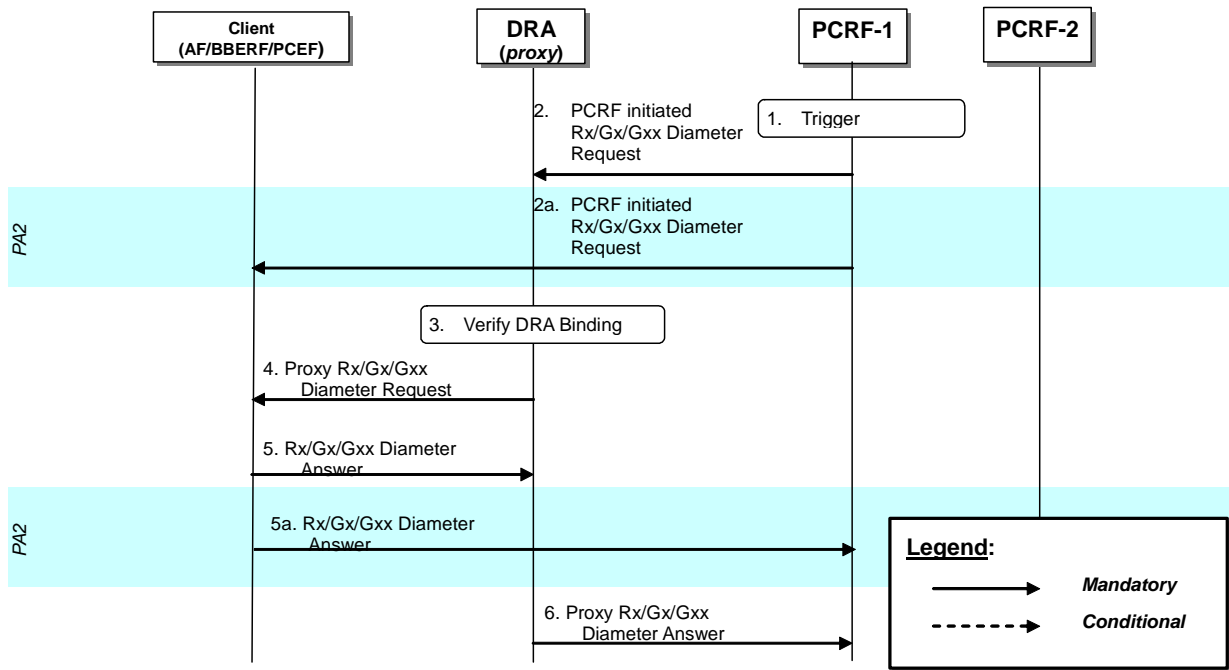 Client
(AF/BBERF/PCEF)
DRA
(proxy)
PCRF-1
PCRF-2
1. Trigger
2. PCRF initiated
Rx/Gx/Gxx Diameter
Request
PA2
2a. PCRF initiated
Rx/Gx/Gxx Diameter
Request
3. Verify DRA Binding
4. Proxy Rx/Gx/Gxx
Diameter Request
5. Rx/Gx/Gxx Diameter
Answer
PA2
5a. Rx/Gx/Gxx Diameter
Answer
6. Proxy Rx/Gx/Gxx
Diameter Answer
Legend:
Mandatory
Conditional